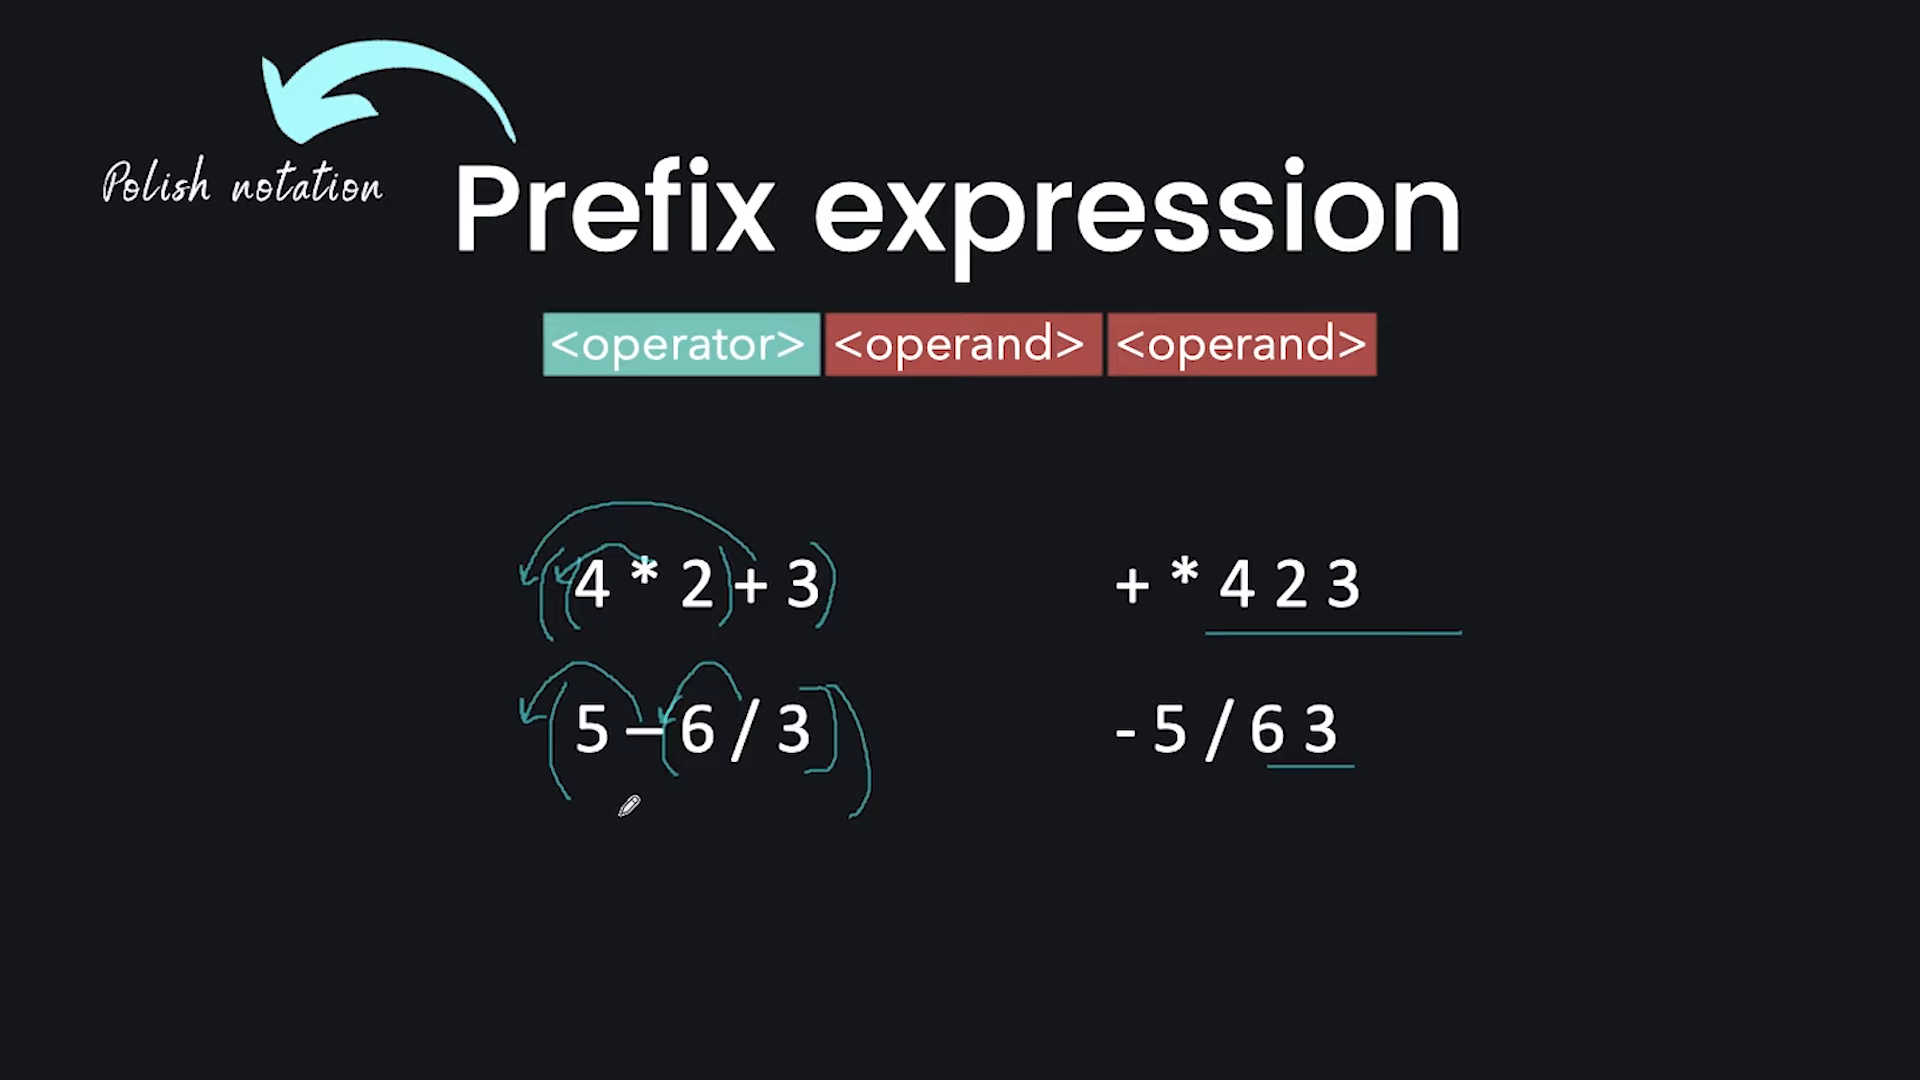 Polish notation
Prefix expression
<operator> <operand> <operand>
((4 * 2) + 3)
+ * 4 2 3
(5 – (6 / 3))
- 5 / 6 3